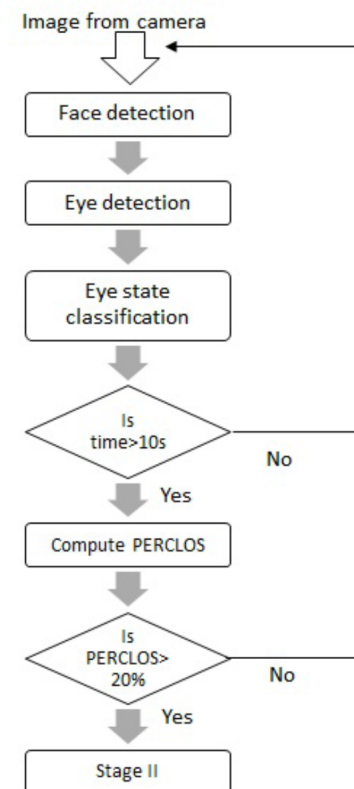 Image from camera
Face detection
Eye detection
Eye state
classification
Is
time>10s
No
Yes
Compute PERCLOS
Is
PERCLOS>
20%
No
Yes
Stage II